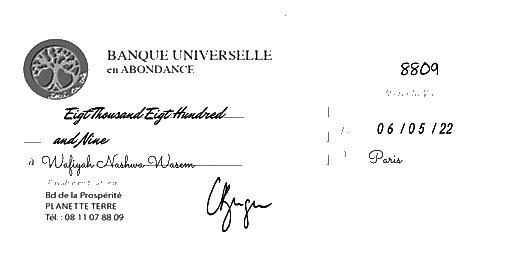 BANQUE UNIVERSELLE
en ABONDANCE
8809
Eigt Thousand Eigt Hundred
and Nine
06/05/22
à Wafiyah Nashwa Wasem
Paris
Bd de la Prospérité
PLANETTE TERRE
Tél. : 08 11 07 88 09